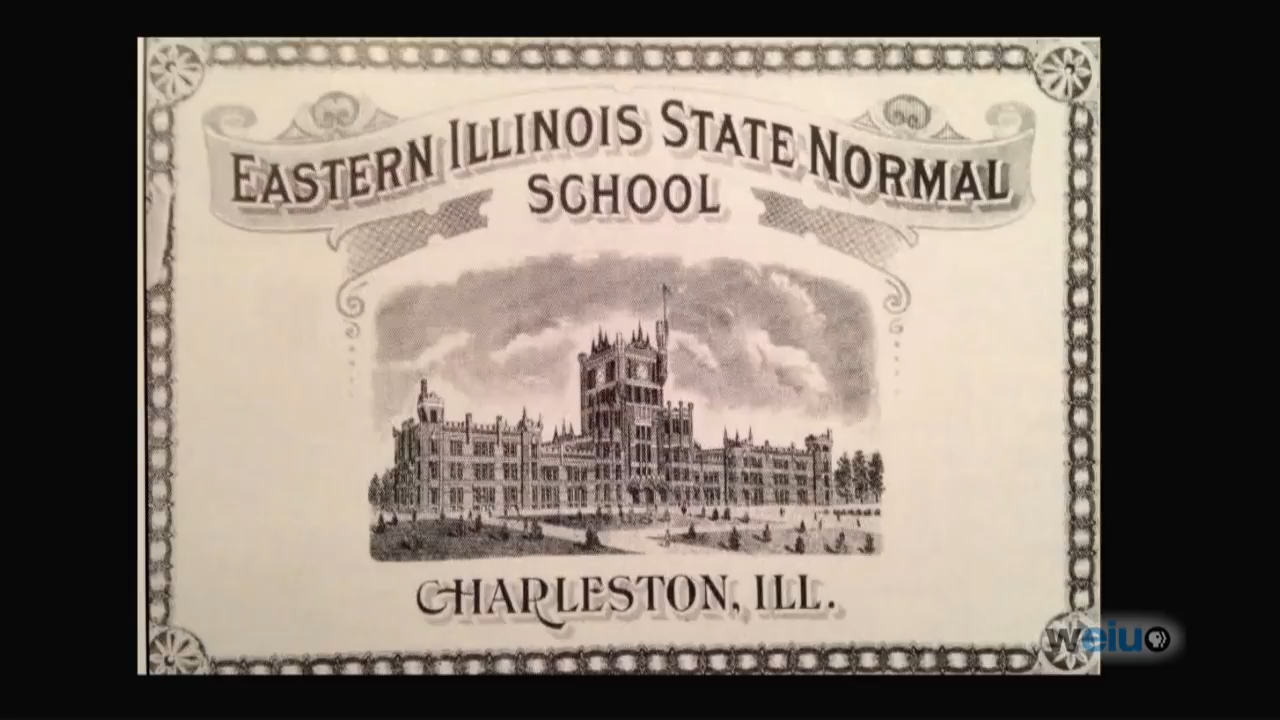 EASTERN ILLINOIS STATE NORMAL
SCHOOL
CHARLESTON, ILL.
weiu